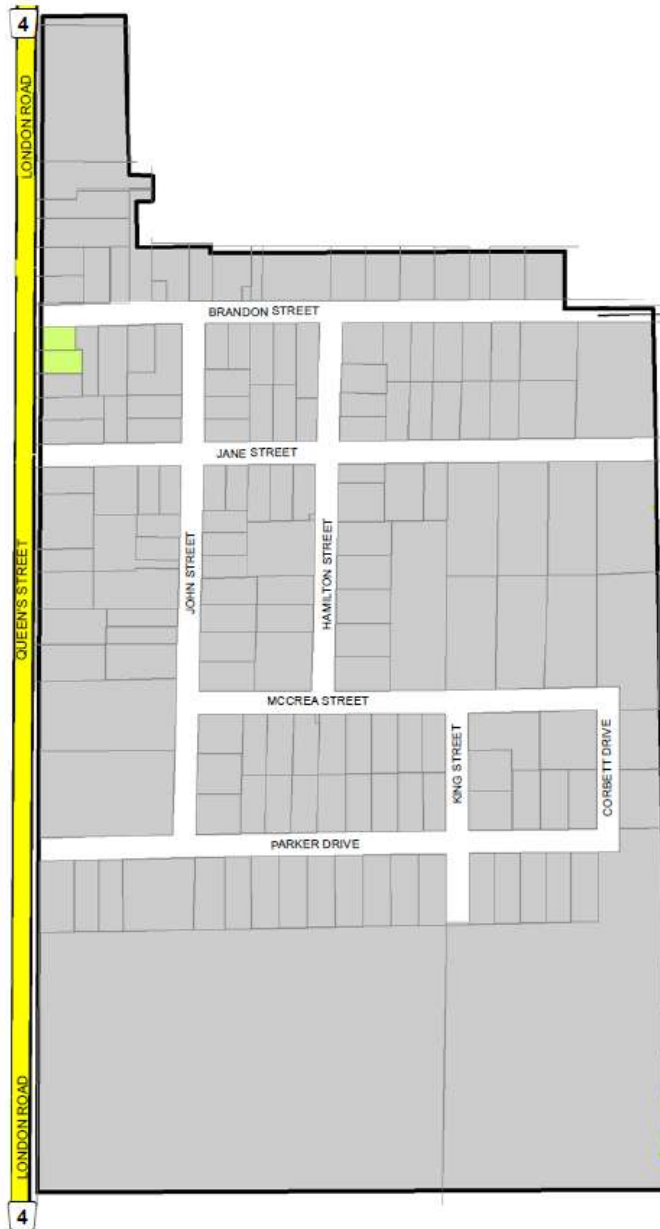 4
LONDON ROAD
BRANDON STREET
JANE STREET
QUEEN'S STREET
JOHN STREET
HAMILTON STREET
MCCREA STREET
KING STREET
CORBETT DRIVE
PARKER DRIVE
LONDON ROAD
4